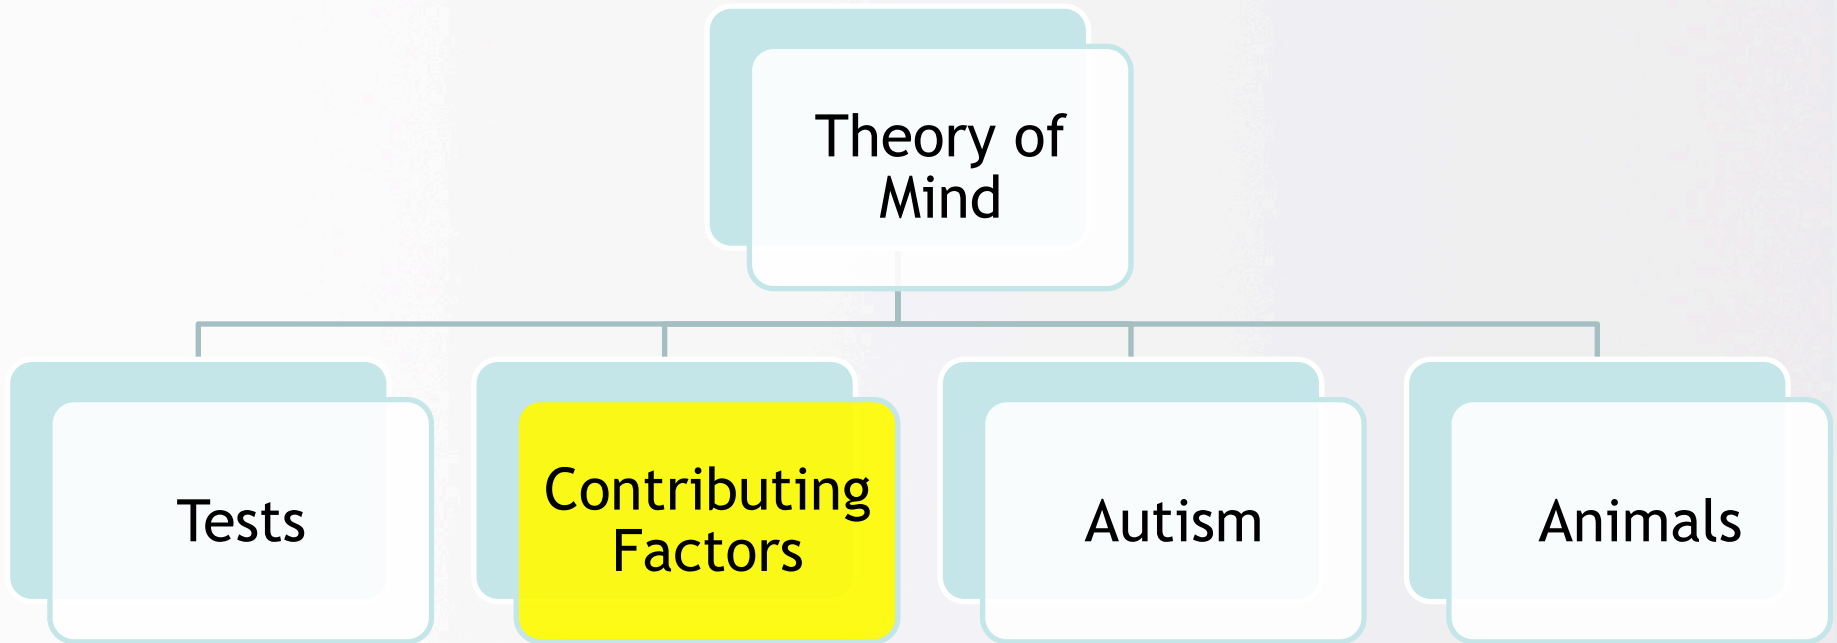 Theory of
Mind
Tests
Contributing
Factors
Autism
Animals